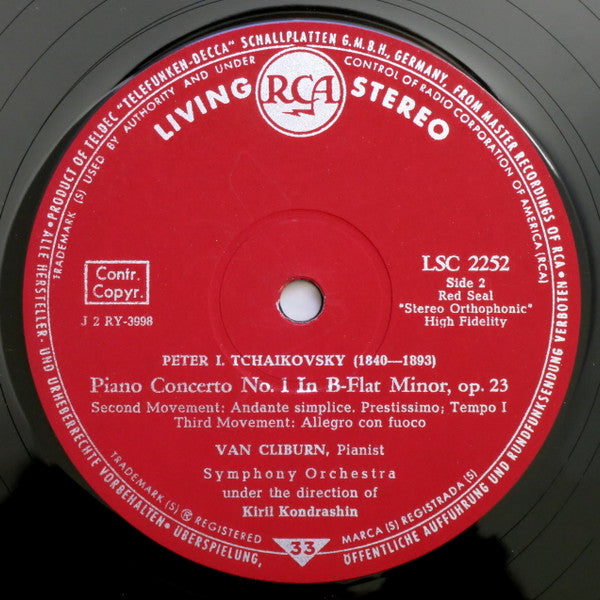 PRODUCT OF TELDEC "TELEFUNKEN-DECCA" SCHALLPLATTEN G.M.B.H., GERMANY, FROM MASTER RECORDINGS OF RCA •
ALLE HERSTELLER- UND URHEBERRECHTE VORBEHALTEN • ÜBERSPIELUNG, ÖFFENTLICHE AUFFÜHRUNG UND RUNDFUNKSENDUNG VERBOTEN •
TRADEMARK (S) USED BY AUTHORITY AND UNDER CONTROL OF RADIO CORPORATION OF AMERICA (RCA)
LIVING RCA STEREO
Contr.
Copyr.
J 2 RY-3998
LSC 2252
Side 2
Red Seal
"Stereo Orthophonic"
High Fidelity
PETER I. TCHAIKOVSKY (1840—1893)
Piano Concerto No. 1 In B-Flat Minor, op. 23
Second Movement: Andante simplice. Prestissimo; Tempo I
Third Movement: Allegro con fuoco
VAN CLIBURN, Pianist
Symphony Orchestra
under the direction of
Kiril Kondrashin
TRADEMARK (S) ® REGISTERED
MARCA (S) REGISTRADA (S)
33